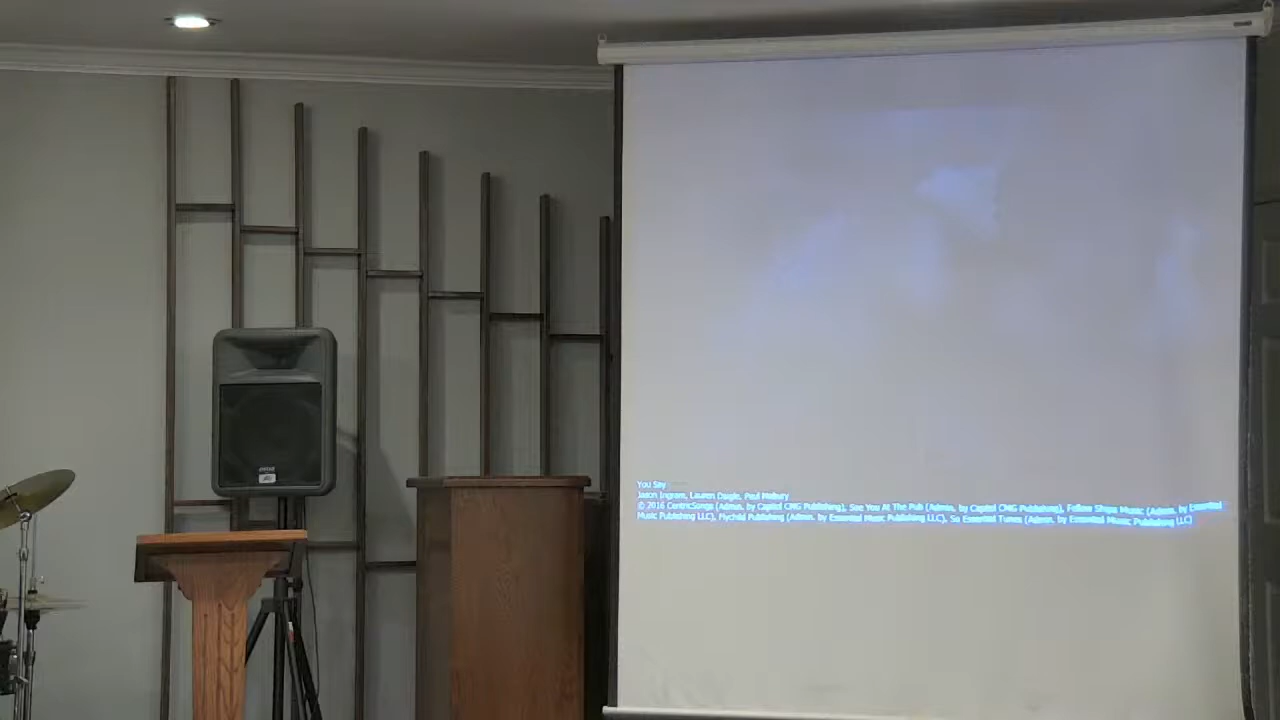 You Say
Jason Ingram, Lauren Daigle, Paul Mabury
© 2016 CentricSongs (Admin. by Capitol CMG Publishing), See You At The Pub (Admin. by Capitol CMG Publishing), Fellow Ships Music (Admin. by Essential
Music Publishing LLC), Flychild Publishing (Admin. by Essential Music Publishing LLC), So Essential Tunes (Admin. by Essential Music Publishing LLC)